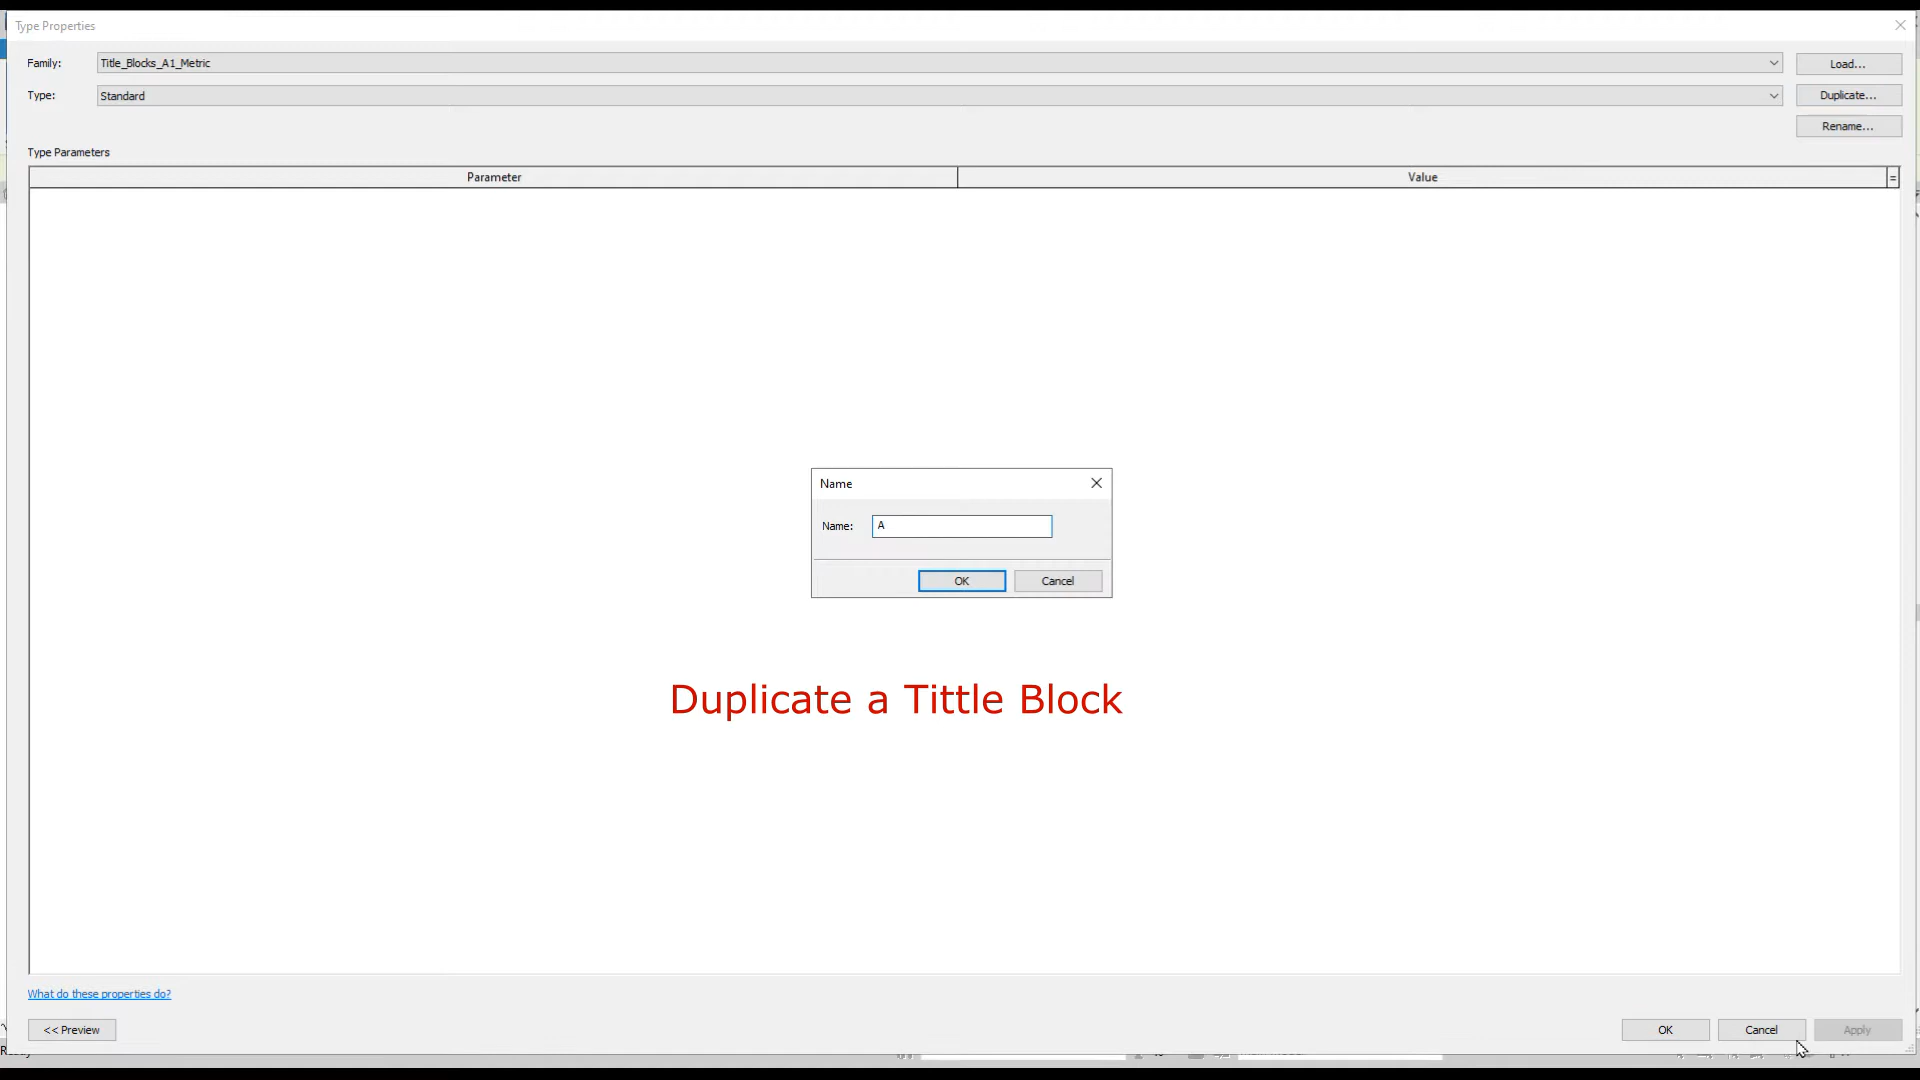 Type Properties
Family: Title_Blocks_A1_Metric Load...
Type: Standard Duplicate...
Rename...
Type Parameters
Parameter Value =
Name
Name: A
OK Cancel
Duplicate a Tittle Block
What do these properties do?
<< Preview OK Cancel Apply